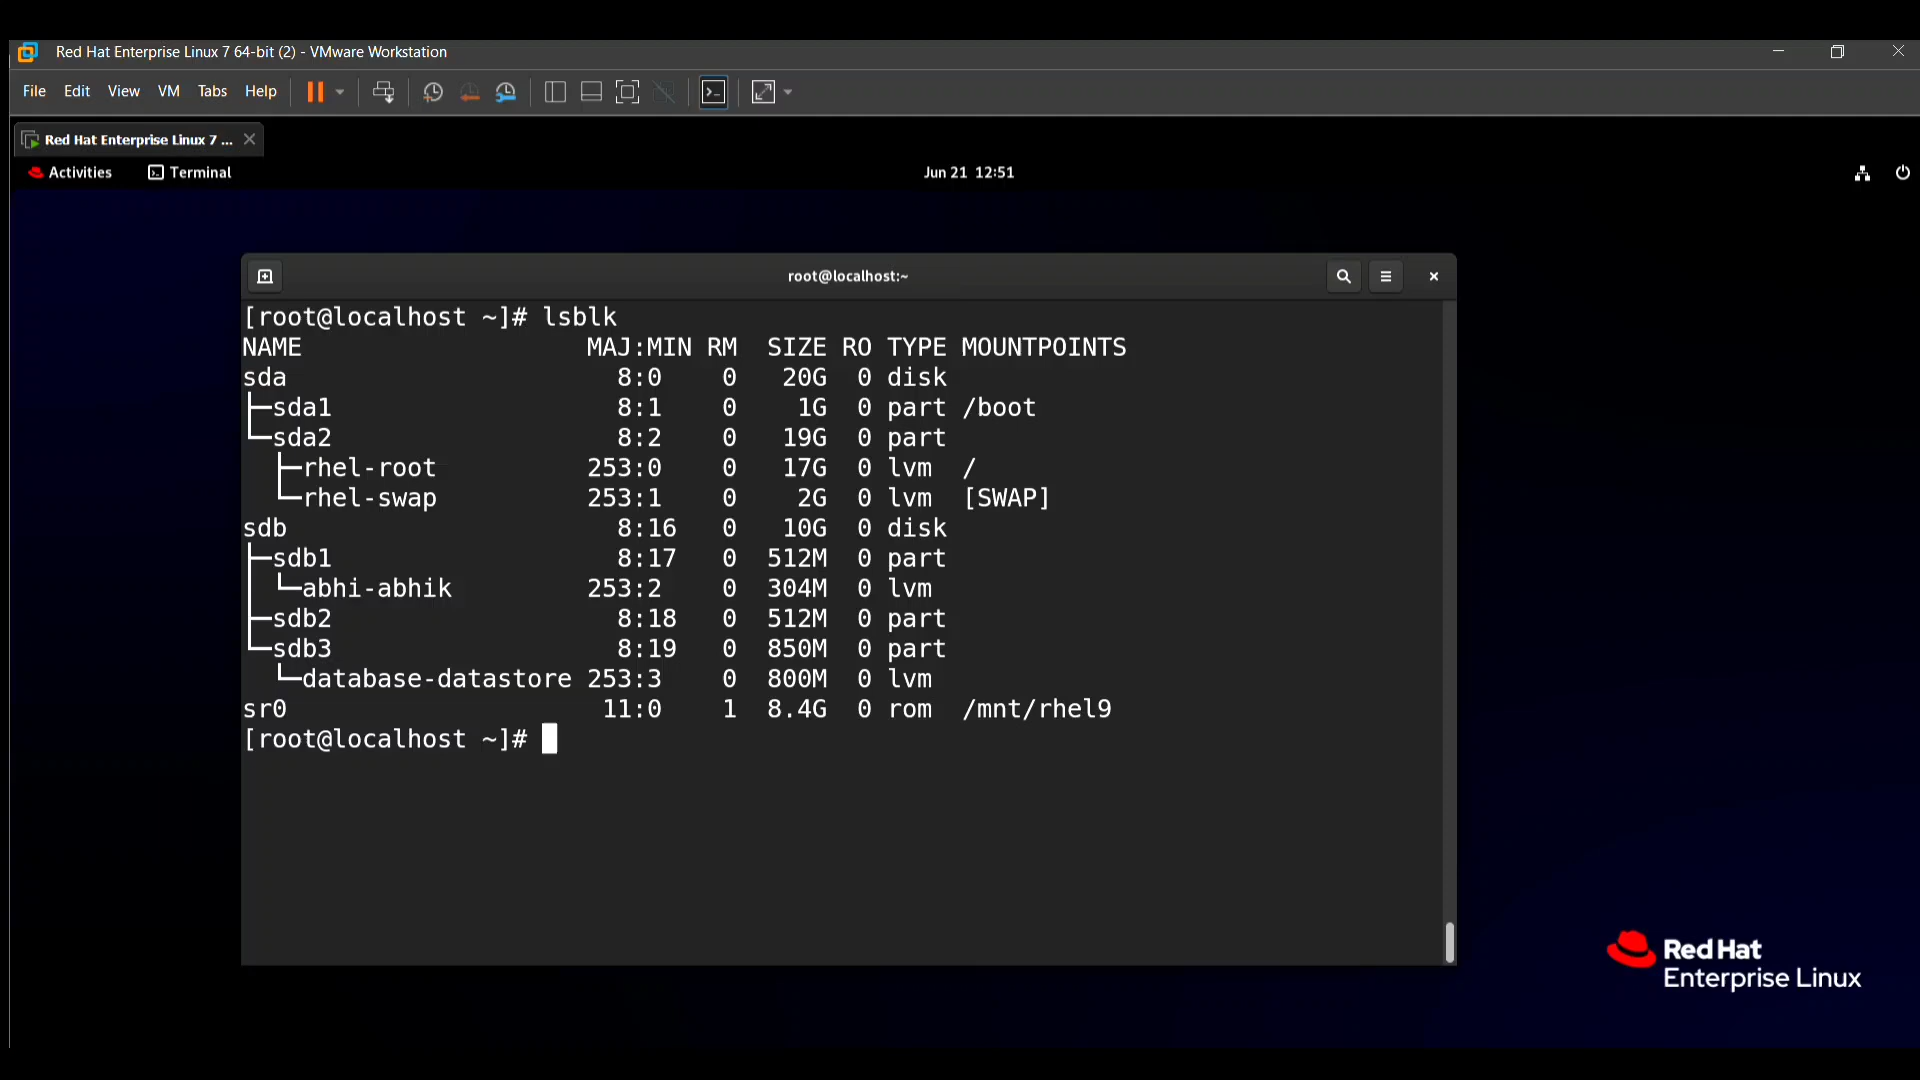 Red Hat Enterprise Linux 7 64-bit (2) - VMware Workstation
File Edit View VM Tabs Help
Red Hat Enterprise Linux 7 ...
Activities Terminal Jun 21 12:51
root@localhost:~
[root@localhost ~]# lsblk
NAME MAJ:MIN RM SIZE RO TYPE MOUNTPOINTS
sda 8:0 0 20G 0 disk
├─sda1 8:1 0 1G 0 part /boot
└─sda2 8:2 0 19G 0 part
  ├─rhel-root 253:0 0 17G 0 lvm /
  └─rhel-swap 253:1 0 2G 0 lvm [SWAP]
sdb 8:16 0 10G 0 disk
├─sdb1 8:17 0 512M 0 part
│ └─abhi-abhik 253:2 0 304M 0 lvm
├─sdb2 8:18 0 512M 0 part
└─sdb3 8:19 0 850M 0 part
  └─database-datastore 253:3 0 800M 0 lvm
sr0 11:0 1 8.4G 0 rom /mnt/rhel9
[root@localhost ~]#
Red Hat
Enterprise Linux